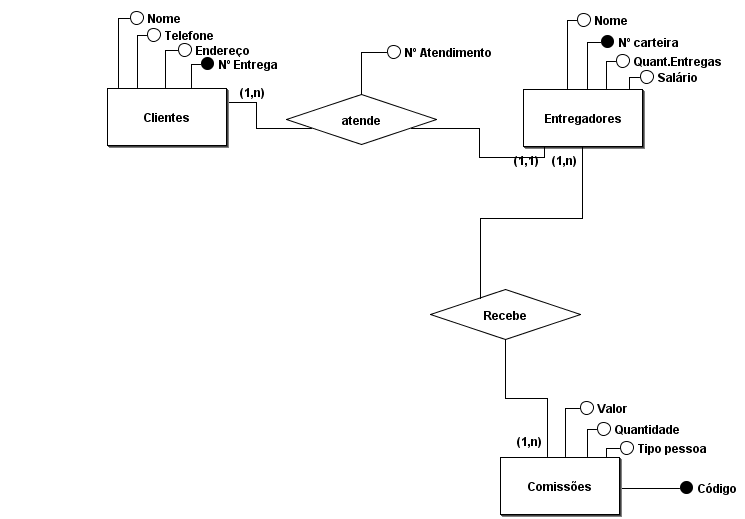 Nome
Telefone
Endereço
Nº Entrega
Clientes
(1,n)
Nº Atendimento
atende
Nome
Nº carteira
Quant.Entregas
Salário
Entregadores
(1,1)
(1,n)
Recebe
(1,n)
Valor
Quantidade
Tipo pessoa
Comissões
Código